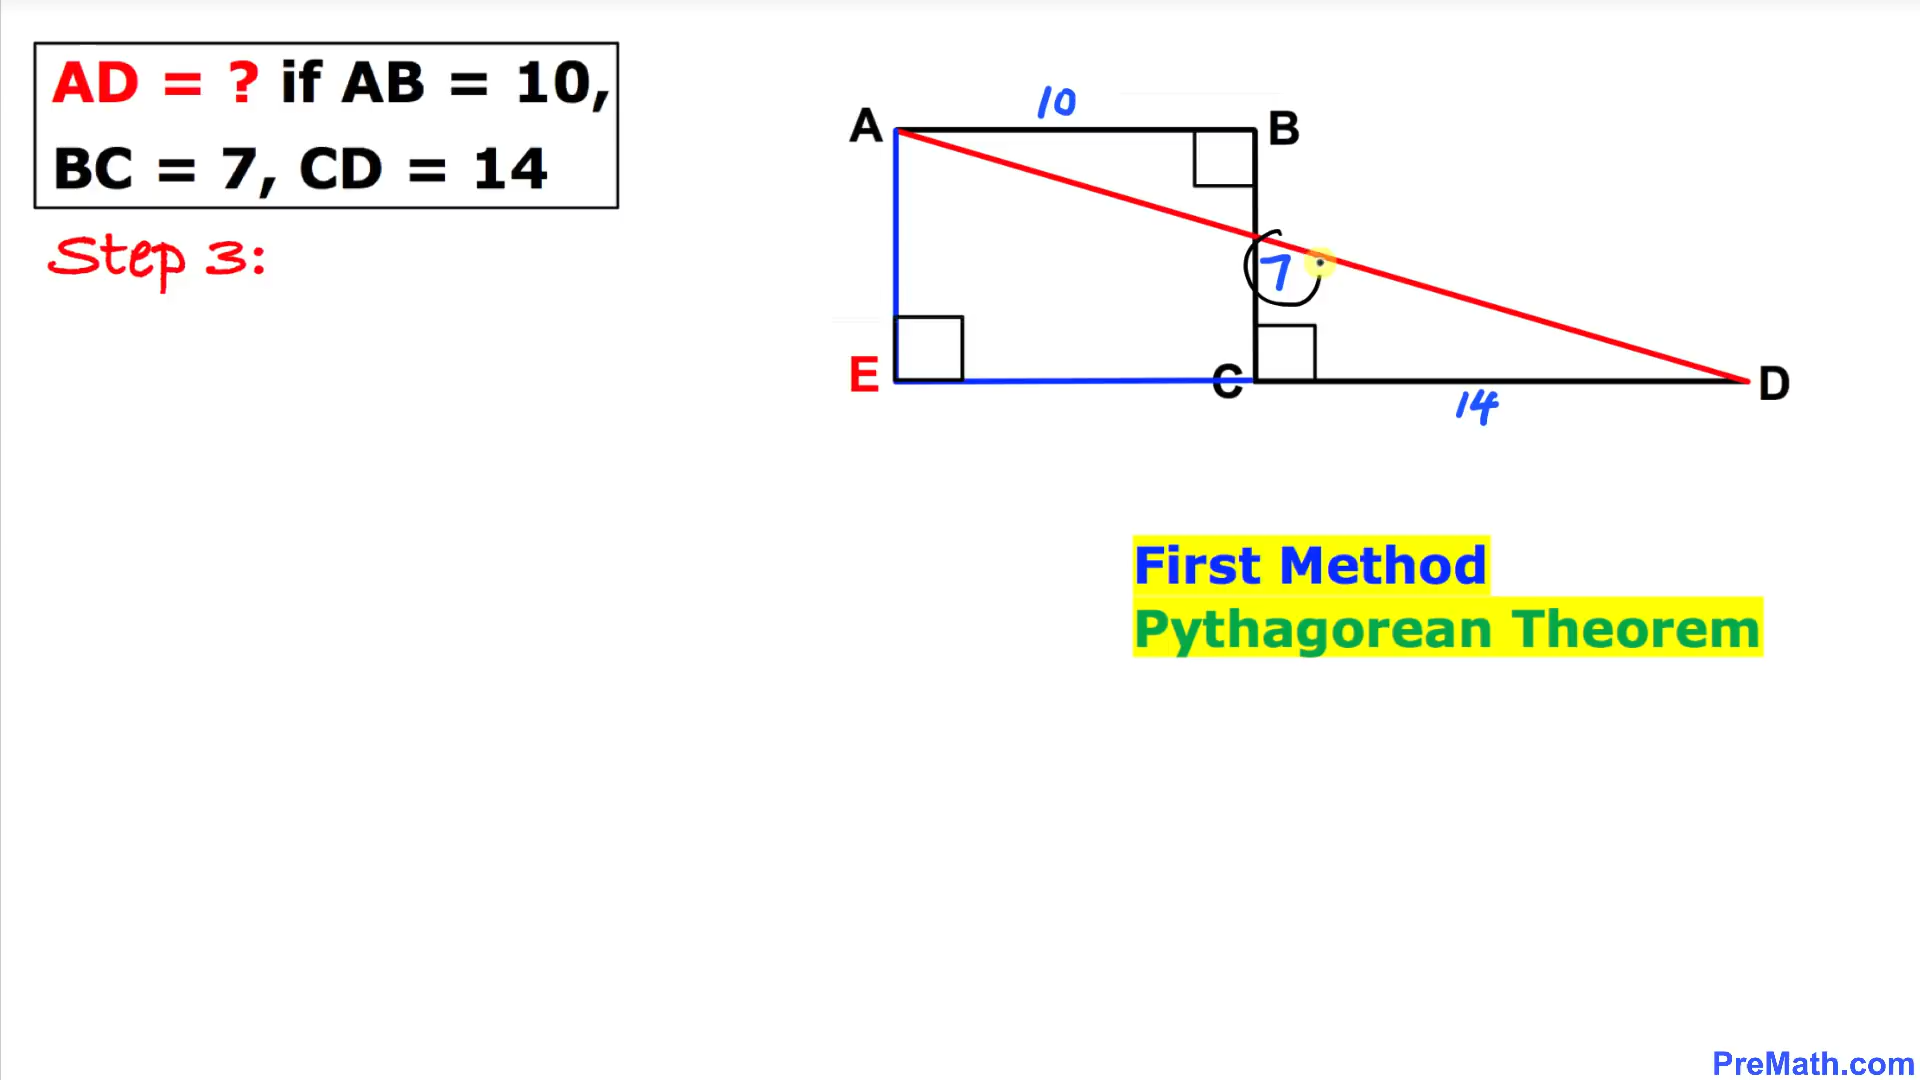 AD = ? if AB = 10,
BC = 7, CD = 14
Step 3:
10
A
B
7
E
C
D
14
First Method
Pythagorean Theorem
PreMath.com